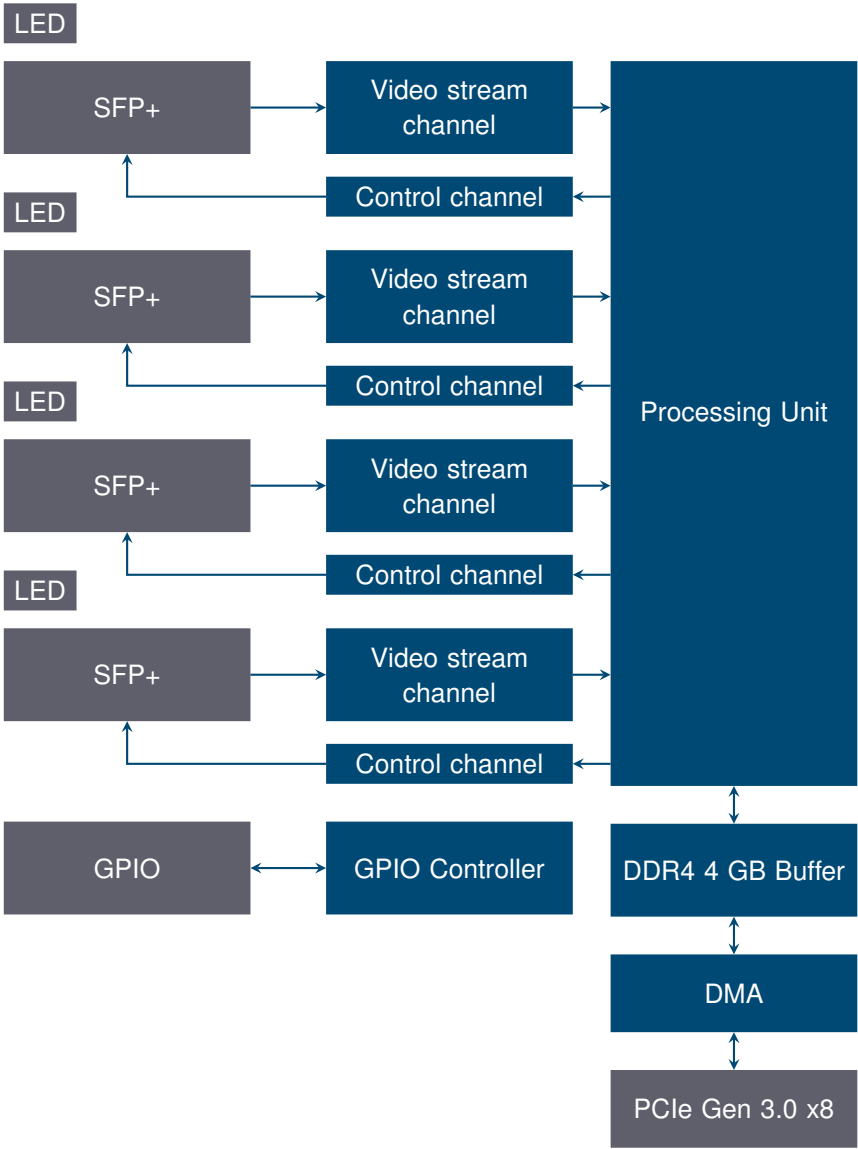 LED
SFP+
Video stream
channel
Control channel
LED
SFP+
Video stream
channel
Control channel
LED
SFP+
Video stream
channel
Control channel
LED
SFP+
Video stream
channel
Control channel
Processing Unit
GPIO
GPIO Controller
DDR4 4 GB Buffer
DMA
PCIe Gen 3.0 x8